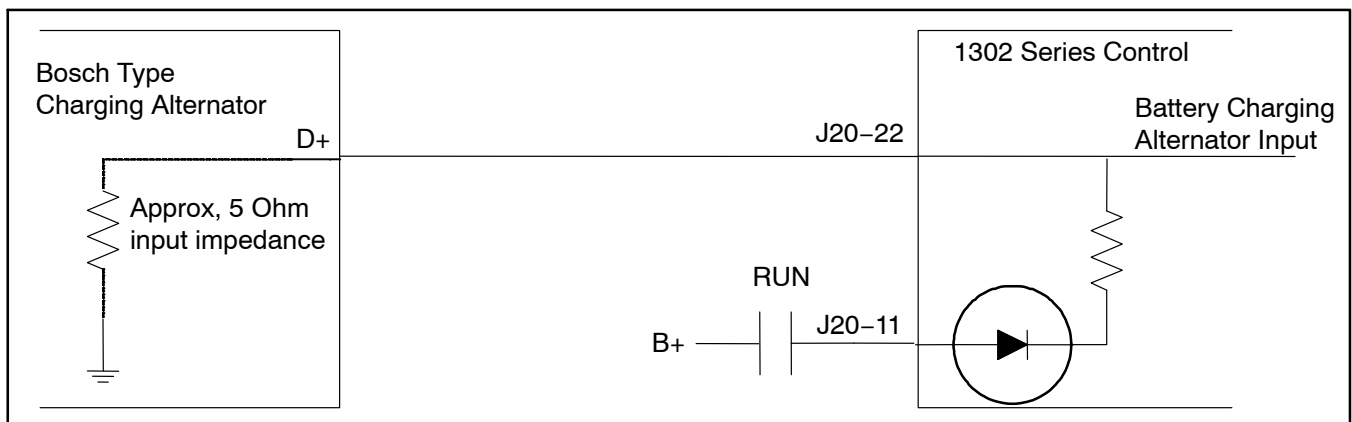 Bosch Type
Charging Alternator
D+
Approx, 5 Ohm
input impedance
J20−22
1302 Series Control
Battery Charging
Alternator Input
RUN
B+
J20−11